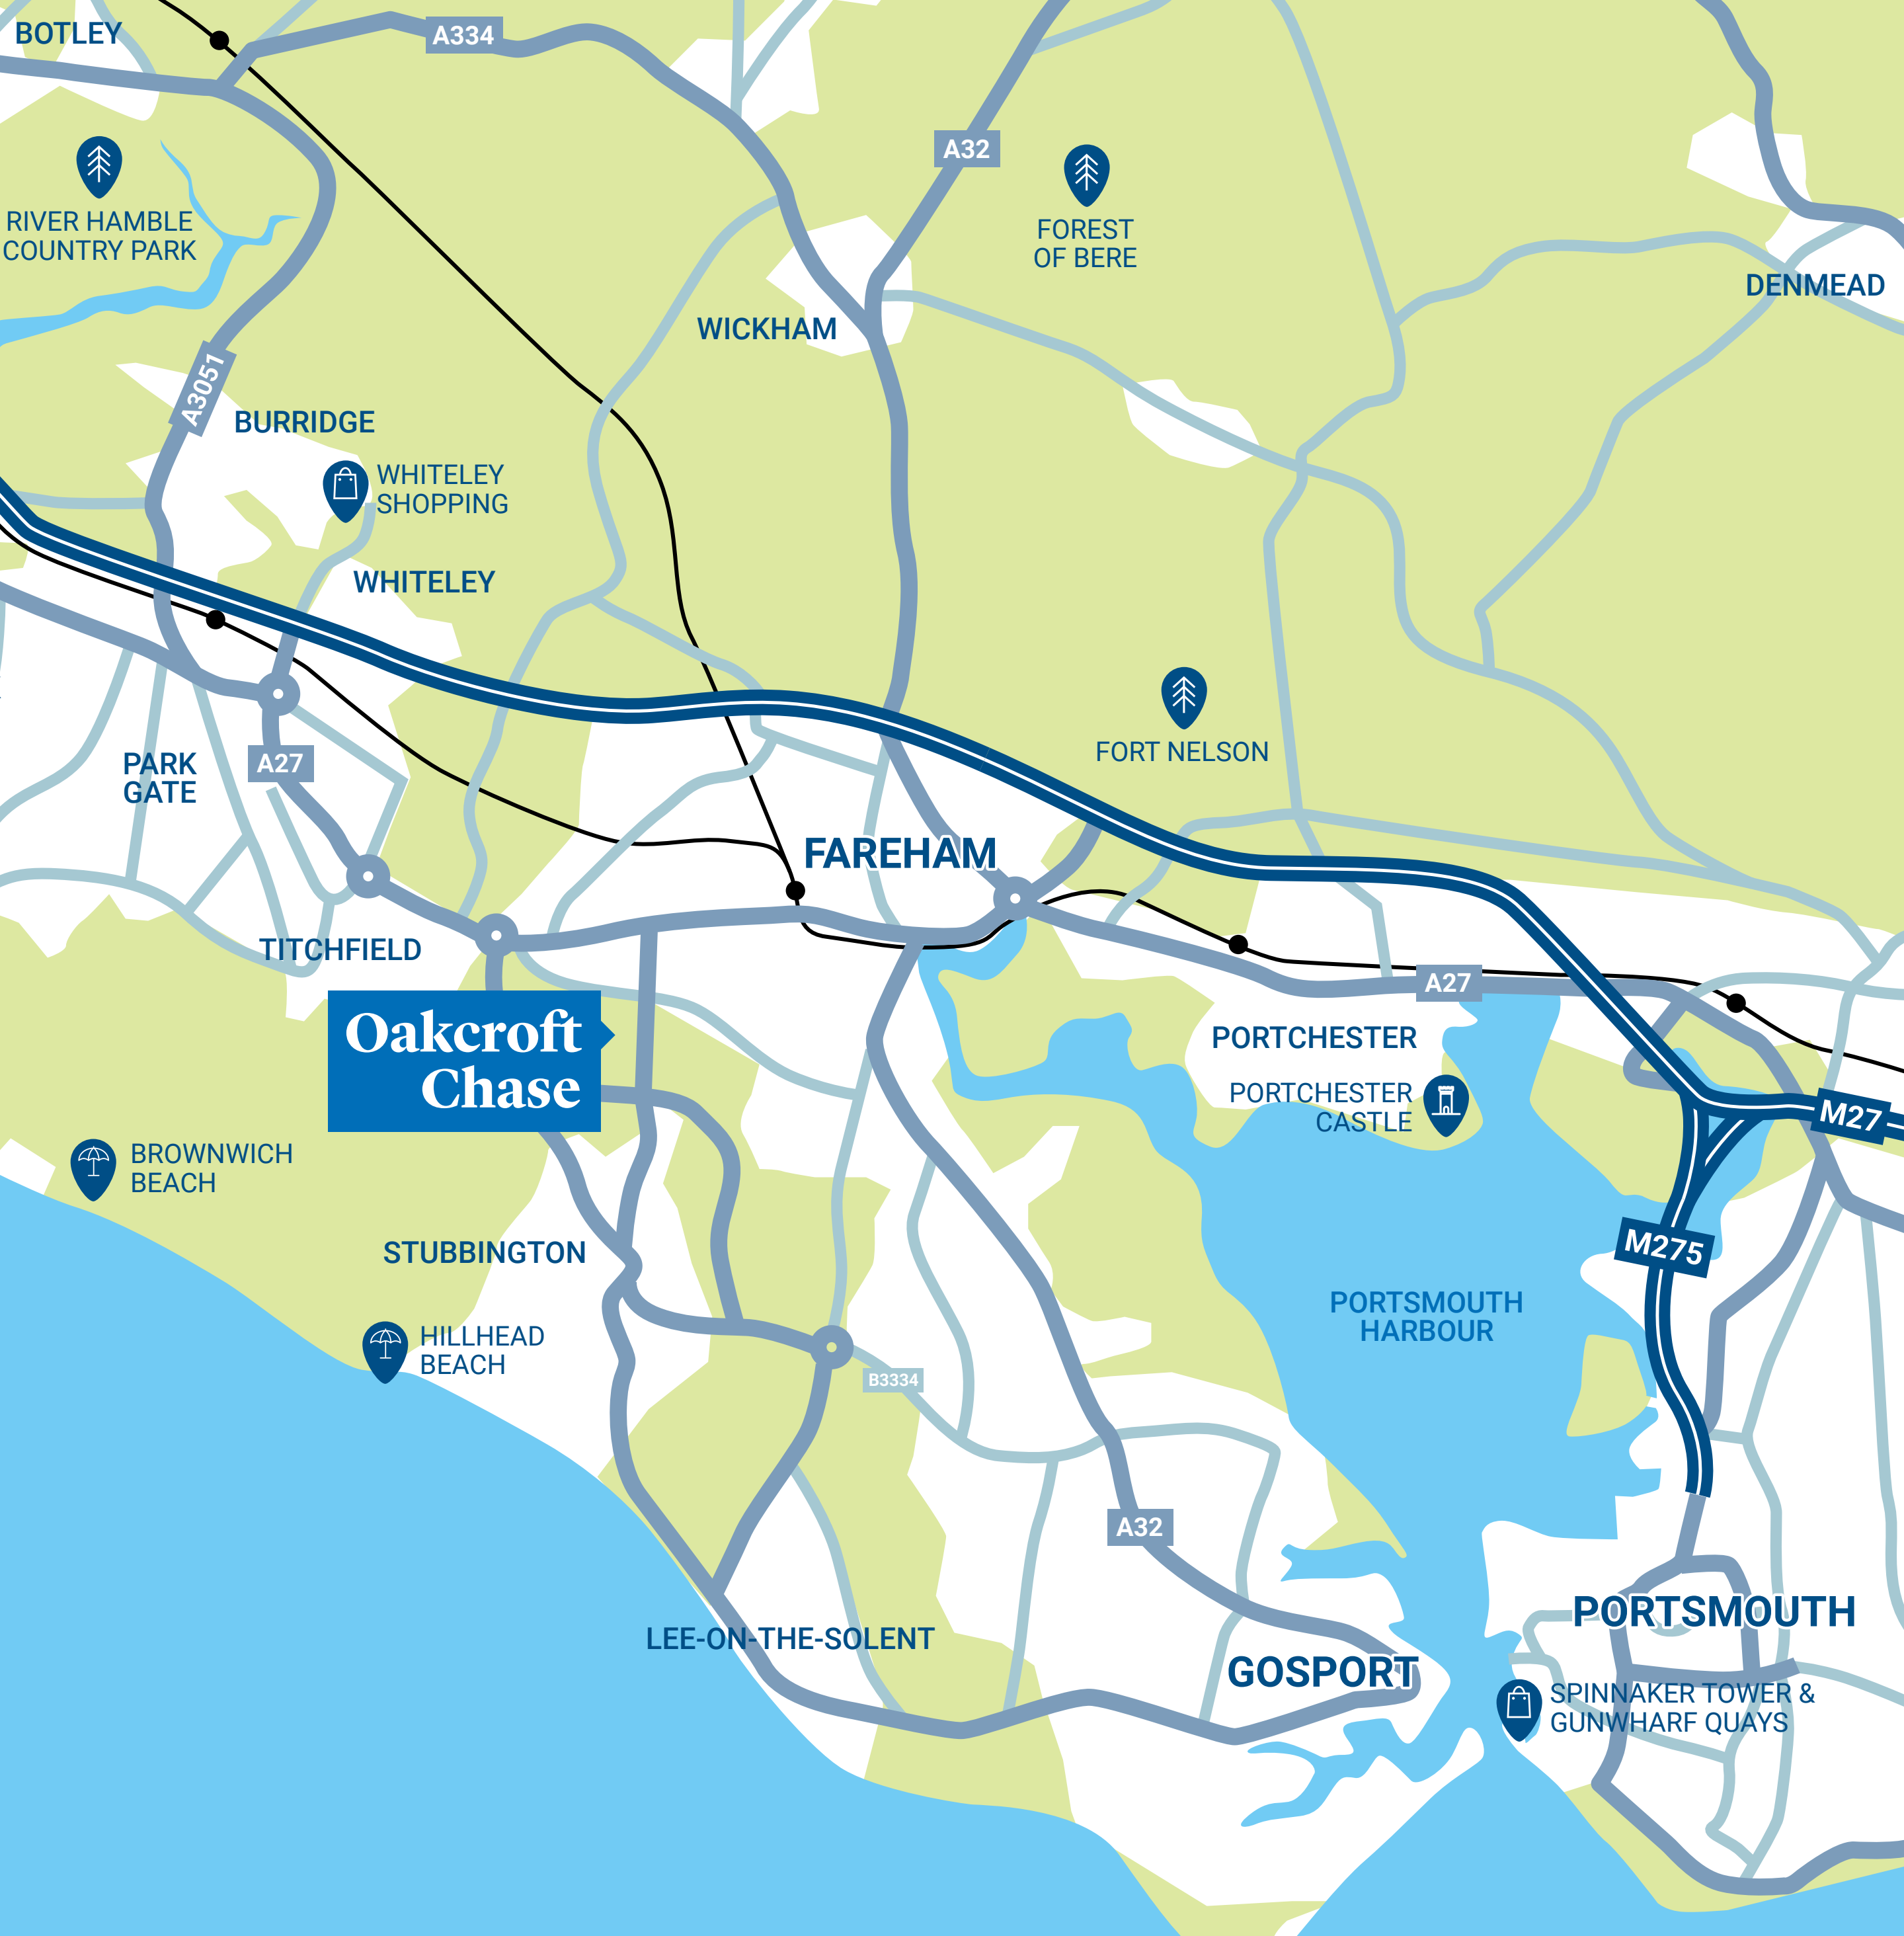 BOTLEY
A334
A32
RIVER HAMBLE
COUNTRY PARK
FOREST
OF BERE
DENMEAD
WICKHAM
A3051
BURRIDGE
WHITELEY
SHOPPING
WHITELEY
FORT NELSON
PARK
GATE
A27
FAREHAM
TITCHFIELD
A27
Oakcroft
Chase
PORTCHESTER
PORTCHESTER
CASTLE
M27
BROWNWICH
BEACH
M275
STUBBINGTON
PORTSMOUTH
HARBOUR
HILLHEAD
BEACH
B3334
A32
PORTSMOUTH
LEE-ON-THE-SOLENT
GOSPORT
SPINNAKER TOWER &
GUNWHARF QUAYS